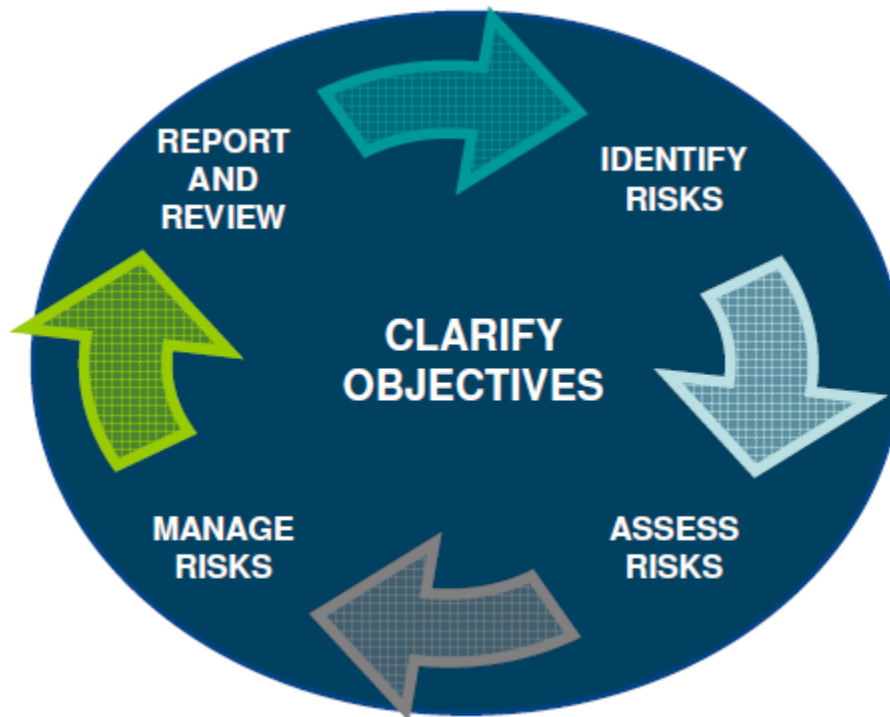 REPORT
AND
REVIEW
IDENTIFY
RISKS
CLARIFY
OBJECTIVES
MANAGE
RISKS
ASSESS
RISKS